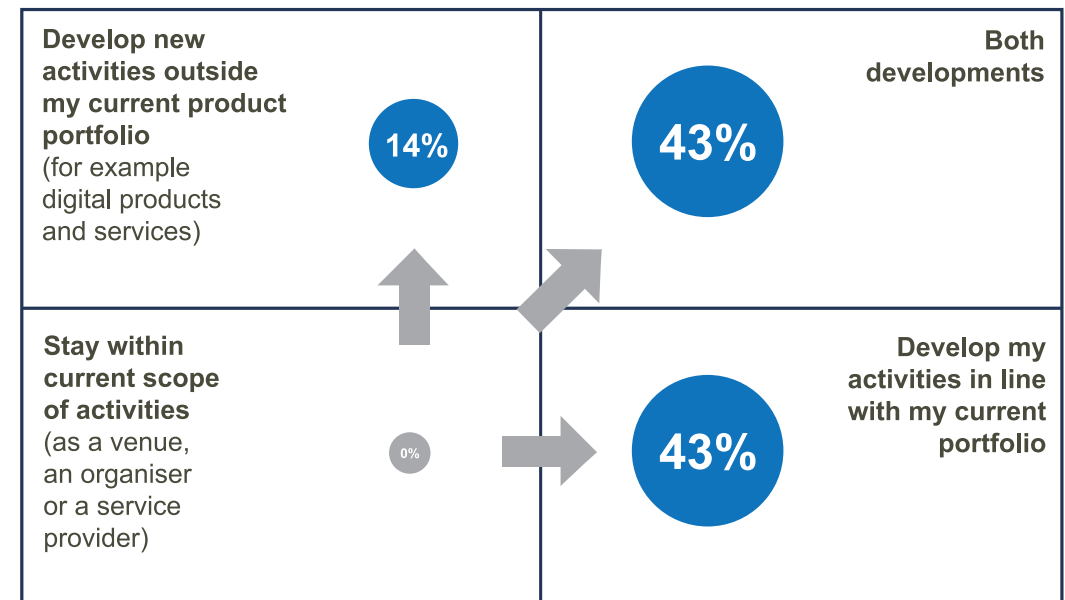 Develop new
activities outside
my current product
portfolio
(for example
digital products
and services)
14%
Both
developments
43%
Stay within
current scope
of activities
(as a venue,
an organiser
or a service
provider)
0%
Develop my
activities in line
with my current
portfolio
43%